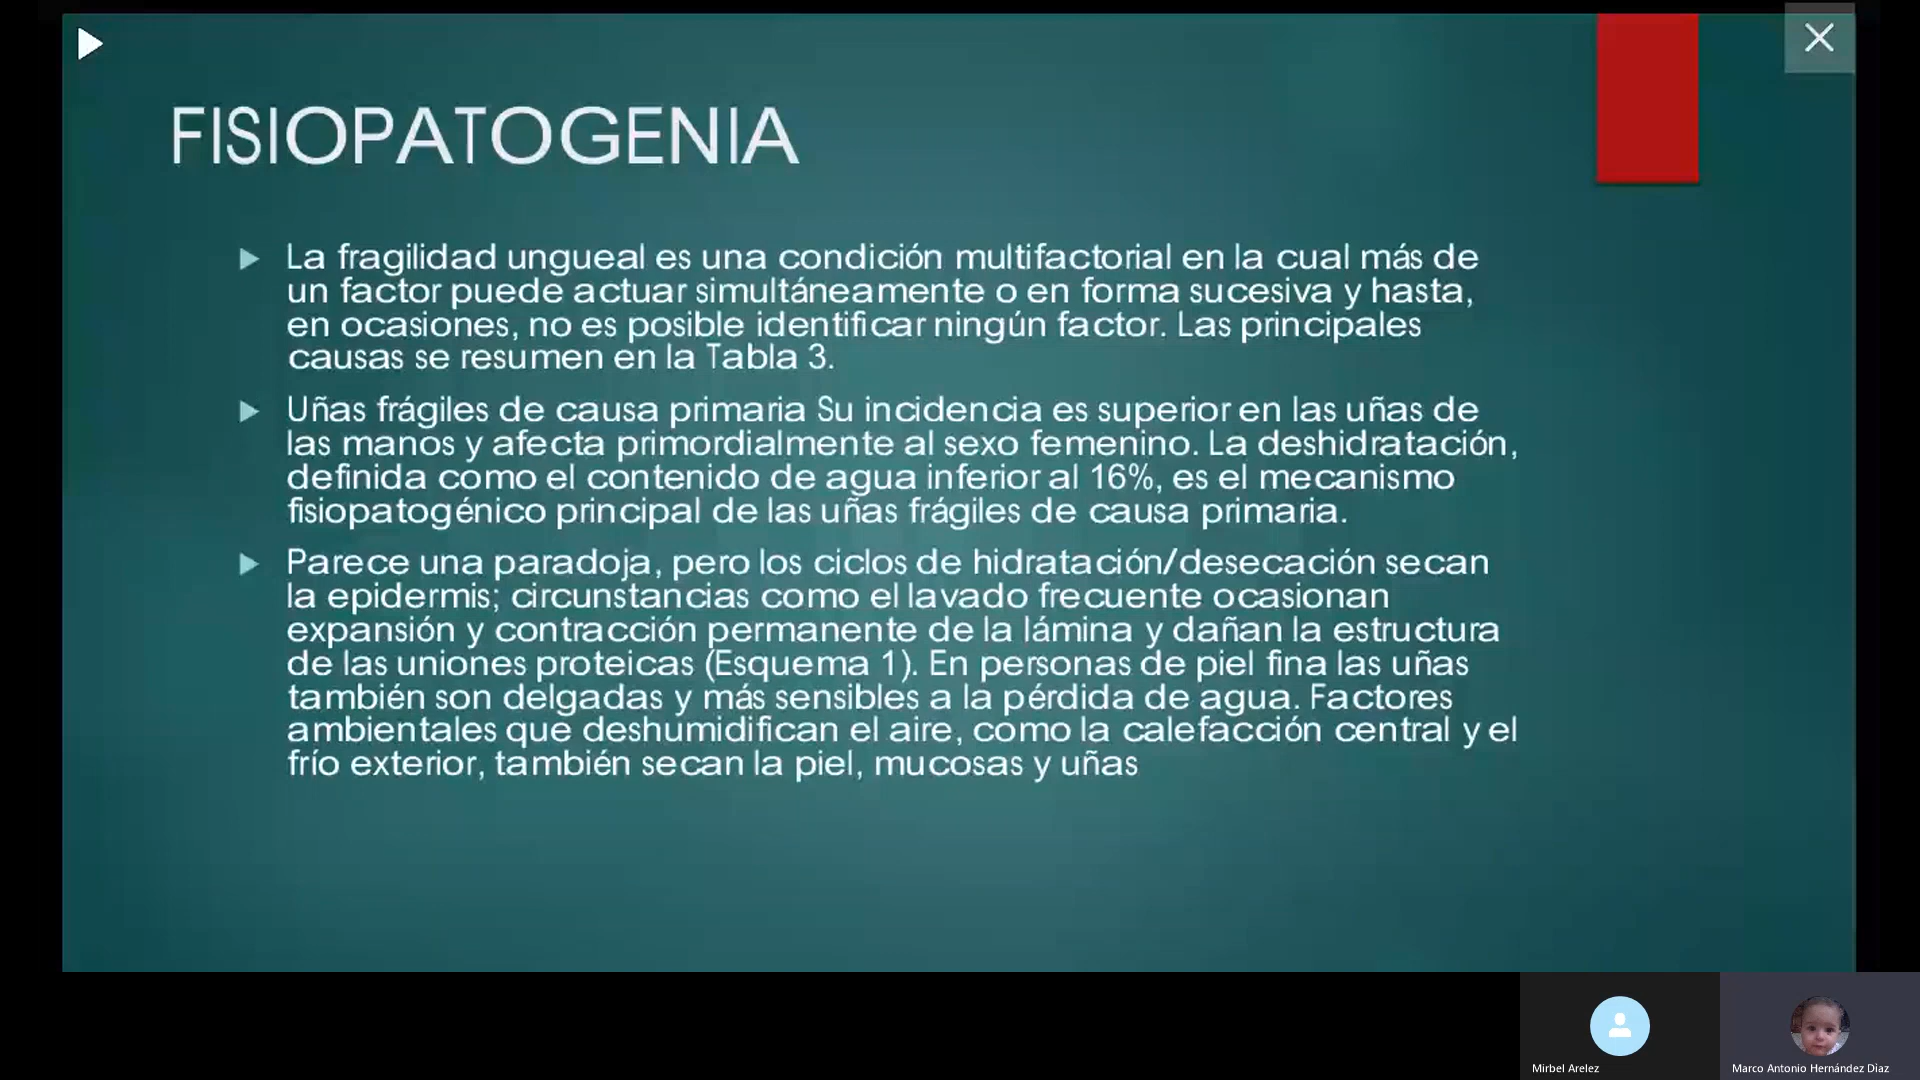 FISIOPATOGENIA
La fragilidad ungueal es una condición multifactorial en la cual más de
un factor puede actuar simultáneamente o en forma sucesiva y hasta,
en ocasiones, no es posible identificar ningún factor. Las principales
causas se resumen en la Tabla 3.
Uñas frágiles de causa primaria Su incidencia es superior en las uñas de
las manos y afecta primordialmente al sexo femenino. La deshidratación,
definida como el contenido de agua inferior al 16%, es el mecanismo
fisiopatogénico principal de las uñas frágiles de causa primaria.
Parece una paradoja, pero los ciclos de hidratación/desecación secan
la epidermis; circunstancias como el lavado frecuente ocasionan
expansión y contracción permanente de la lámina y dañan la estructura
de las uniones proteicas (Esquema 1). En personas de piel fina las uñas
también son delgadas y más sensibles a la pérdida de agua. Factores
ambientales que deshumidifican el aire, como la calefacción central y el
frío exterior, también secan la piel, mucosas y uñas
Mirbel Arelez
Marco Antonio Hernández Dìaz